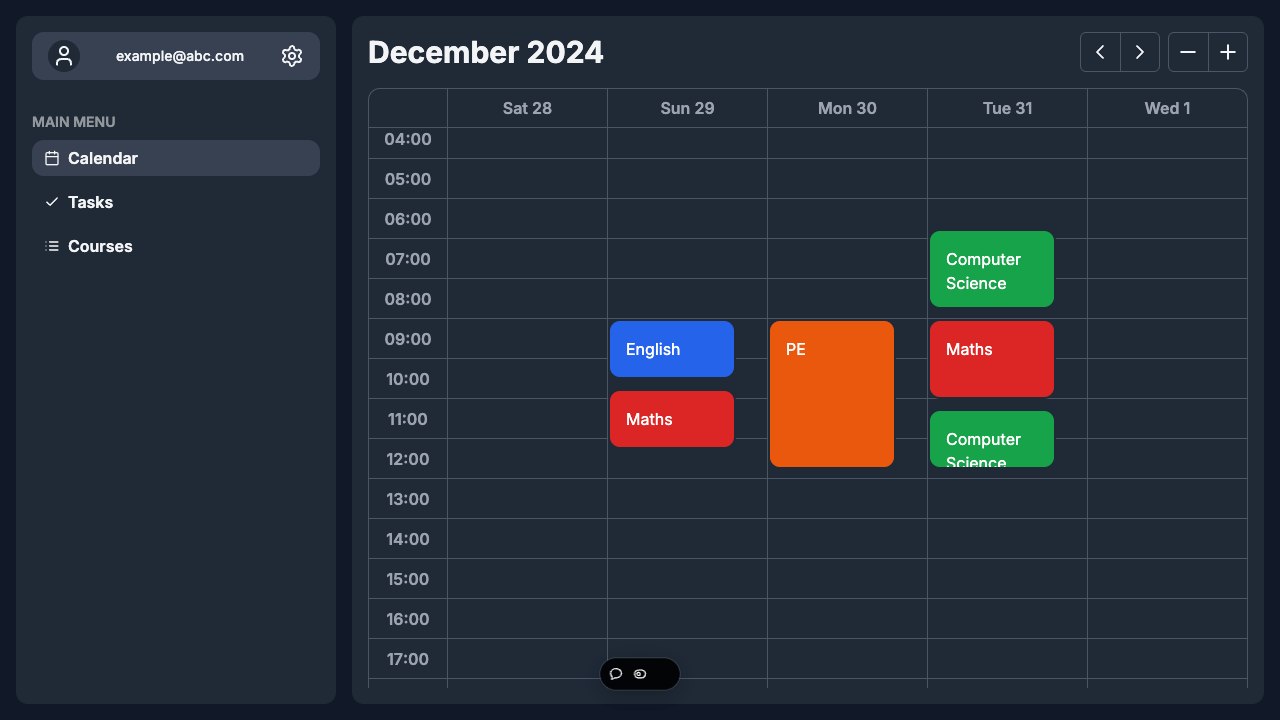 example@abc.com
MAIN MENU
Calendar
Tasks
Courses
December 2024
Sat 28
Sun 29
Mon 30
Tue 31
Wed 1
04:00
05:00
06:00
07:00
08:00
09:00
10:00
11:00
12:00
13:00
14:00
15:00
16:00
17:00
English
Maths
PE
Computer
Science
Maths
Computer
Science